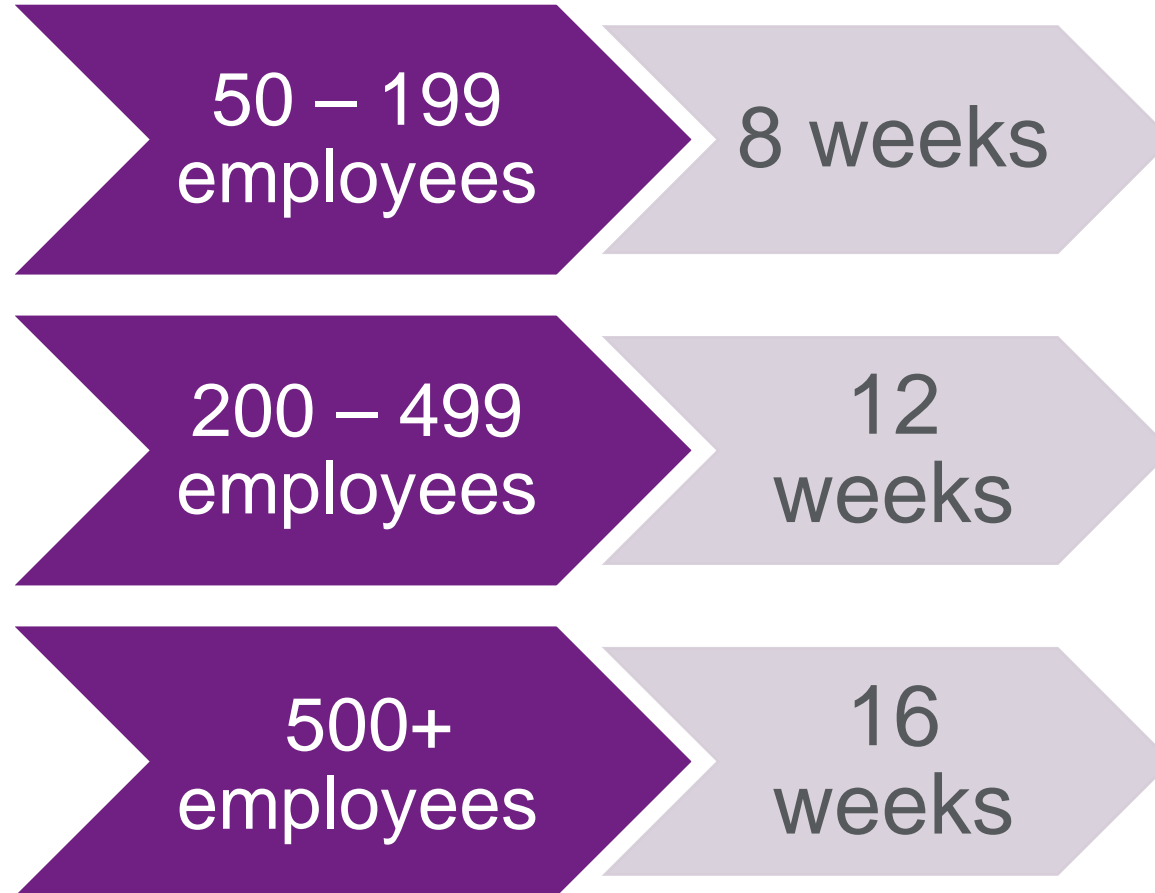 50 – 199
employees
8 weeks
200 – 499
employees
12
weeks
500+
employees
16
weeks